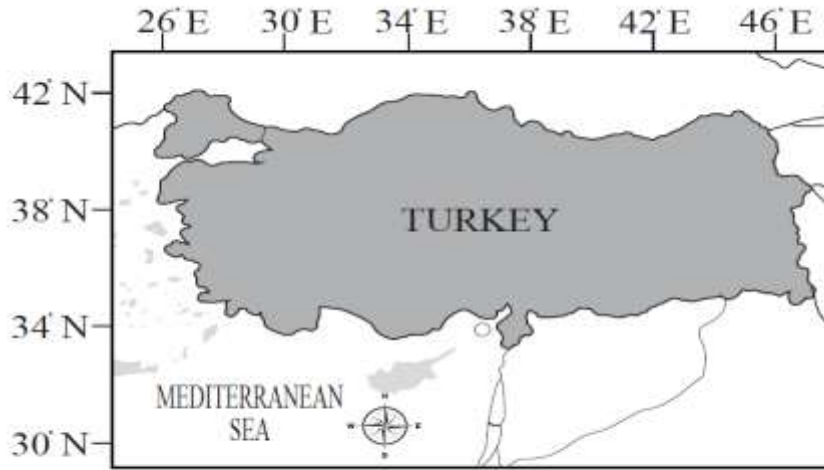 26° E 30° E 34° E 38° E 42° E 46° E
42° N
38° N
TURKEY
34° N
MEDITERRANEAN
SEA
N
W E
S
30° N